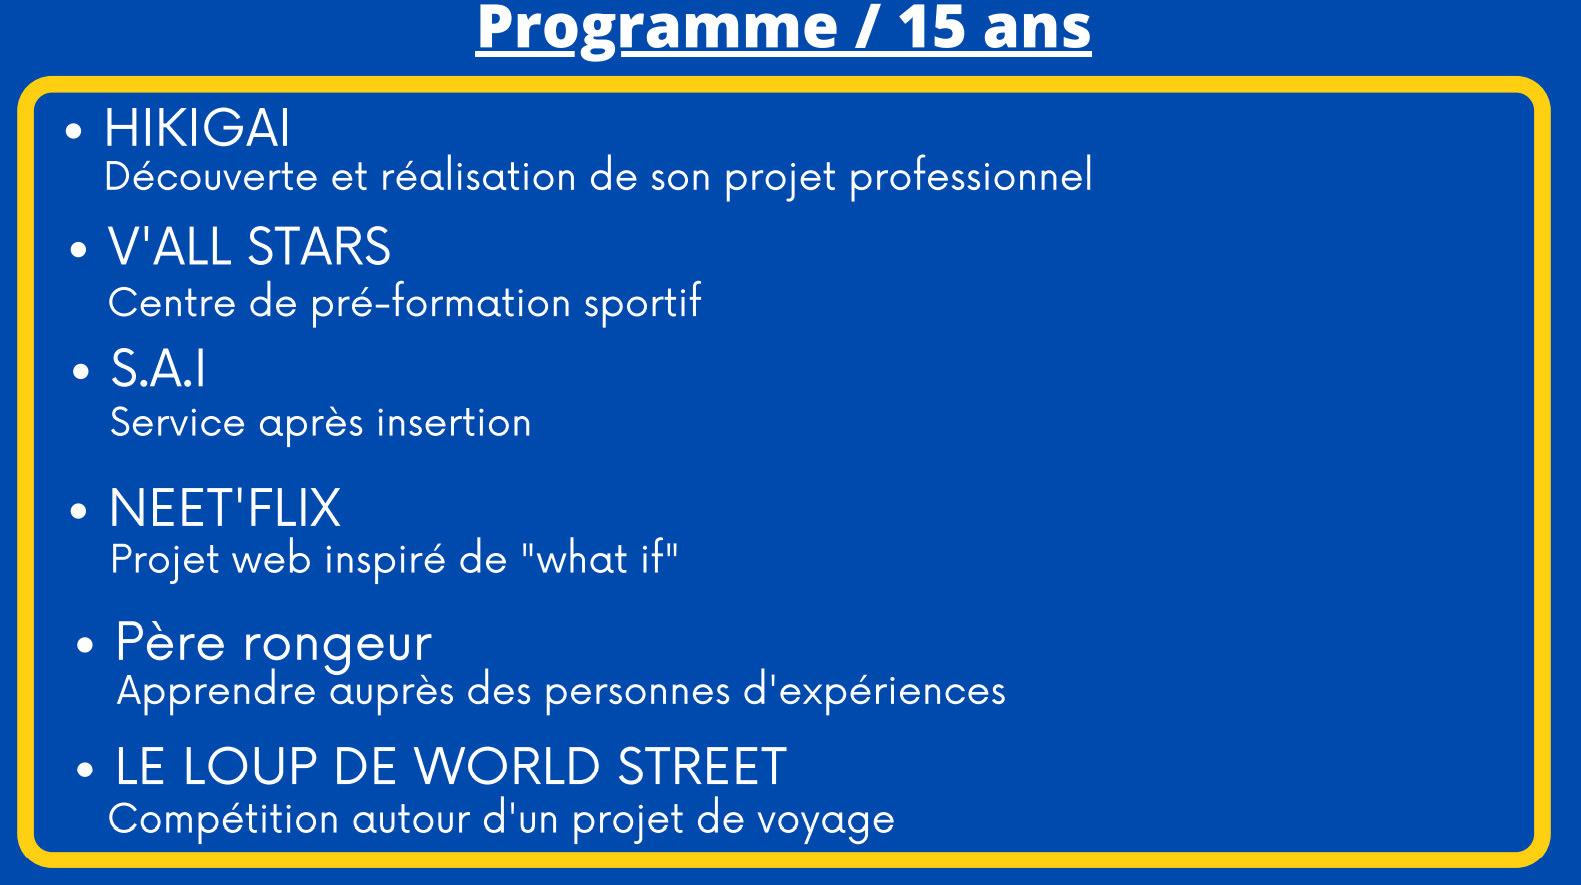 Programme / 15 ans
• HIKIGAI
Découverte et réalisation de son projet professionnel
• V'ALL STARS
Centre de pré-formation sportif
• S.A.I
Service après insertion
• NEET'FLIX
Projet web inspiré de "what if"
• Père rongeur
Apprendre auprès des personnes d'expériences
• LE LOUP DE WORLD STREET
Compétition autour d'un projet de voyage